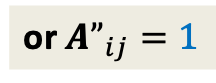 or A”ij = 1